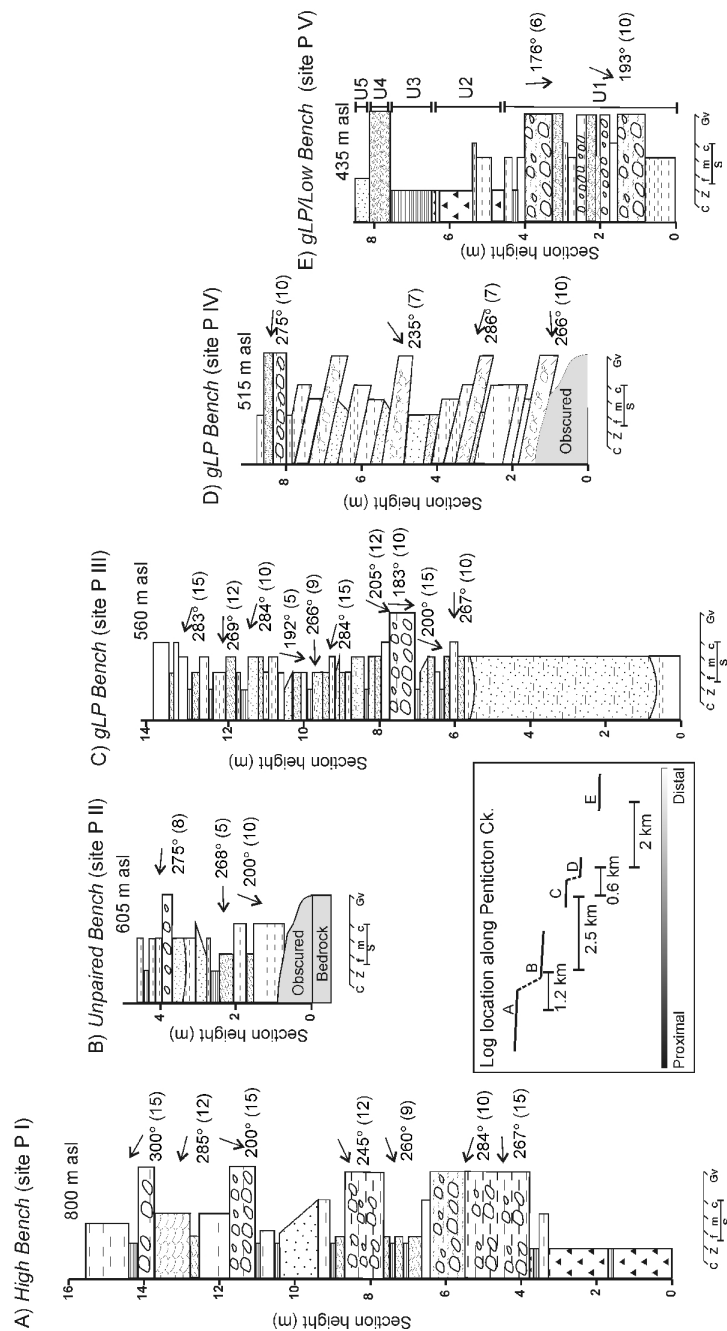 A) High Bench (site P I)
800 m asl
Section height (m)
16
14
12
10
8
6
4
2
0
300° (15)
285° (12)
200° (15)
245° (12)
260° (9)
284° (10)
267° (15)
C Z f m c Gv
S
B) Unpaired Bench (site P II)
605 m asl
Section height (m)
4
2
0
275° (8)
268° (5)
200° (10)
Obscured
Bedrock
C Z f m c Gv
S
C) gLP Bench (site P III)
560 m asl
Section height (m)
14
12
10
8
6
4
2
0
283° (15)
269° (12)
284° (10)
192° (5)
266° (9)
284° (15)
205° (12)
183° (10)
200° (15)
267° (10)
C Z f m c Gv
S
D) gLP Bench (site P IV)
515 m asl
Section height (m)
8
6
4
2
0
275° (10)
235° (7)
286° (7)
266° (10)
Obscured
C Z f m c Gv
S
E) gLP/Low Bench (site P V)
435 m asl
Section height (m)
8
6
4
2
0
U5
U4
U3
U2
U1
176° (6)
193° (10)
C Z f m c Gv
S
Log location along Penticton Ck.
A
B
C
D
E
1.2 km
2.5 km
0.6 km
2 km
Proximal
Distal